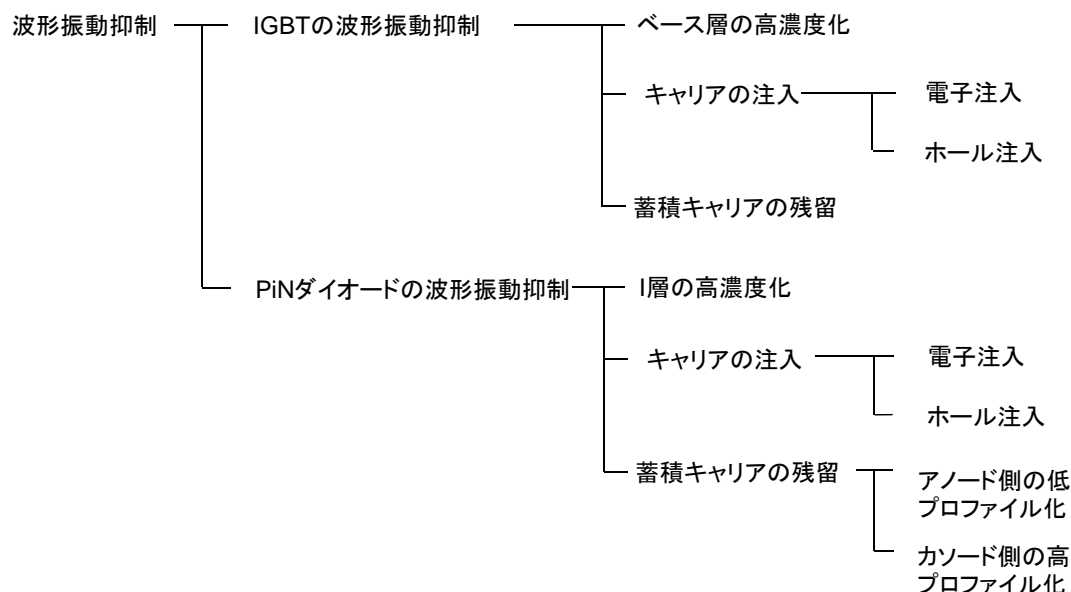 波形振動抑制
IGBTの波形振動抑制
ベース層の高濃度化
キャリアの注入
電子注入
ホール注入
蓄積キャリアの残留
PiNダイオードの波形振動抑制
I層の高濃度化
キャリアの注入
電子注入
ホール注入
蓄積キャリアの残留
アノード側の低
プロファイル化
カソード側の高
プロファイル化